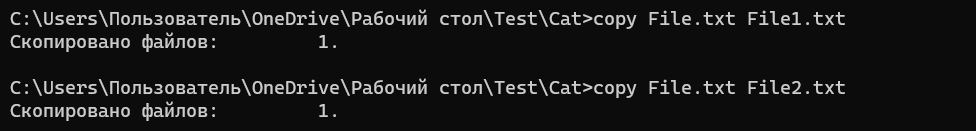 C:\Users\Пользователь\OneDrive\Рабочий стол\Test\Cat>copy File.txt File1.txt
Скопировано файлов:         1.
C:\Users\Пользователь\OneDrive\Рабочий стол\Test\Cat>copy File.txt File2.txt
Скопировано файлов:         1.